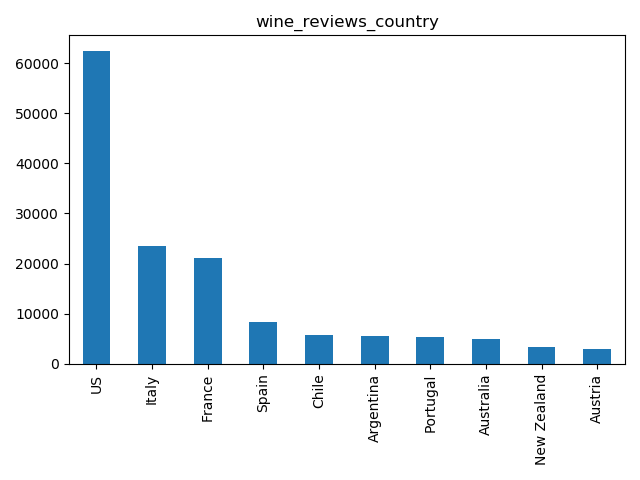 wine_reviews_country
60000
50000
40000
30000
20000
10000
0
US
Italy
France
Spain
Chile
Argentina
Portugal
Australia
New Zealand
Austria